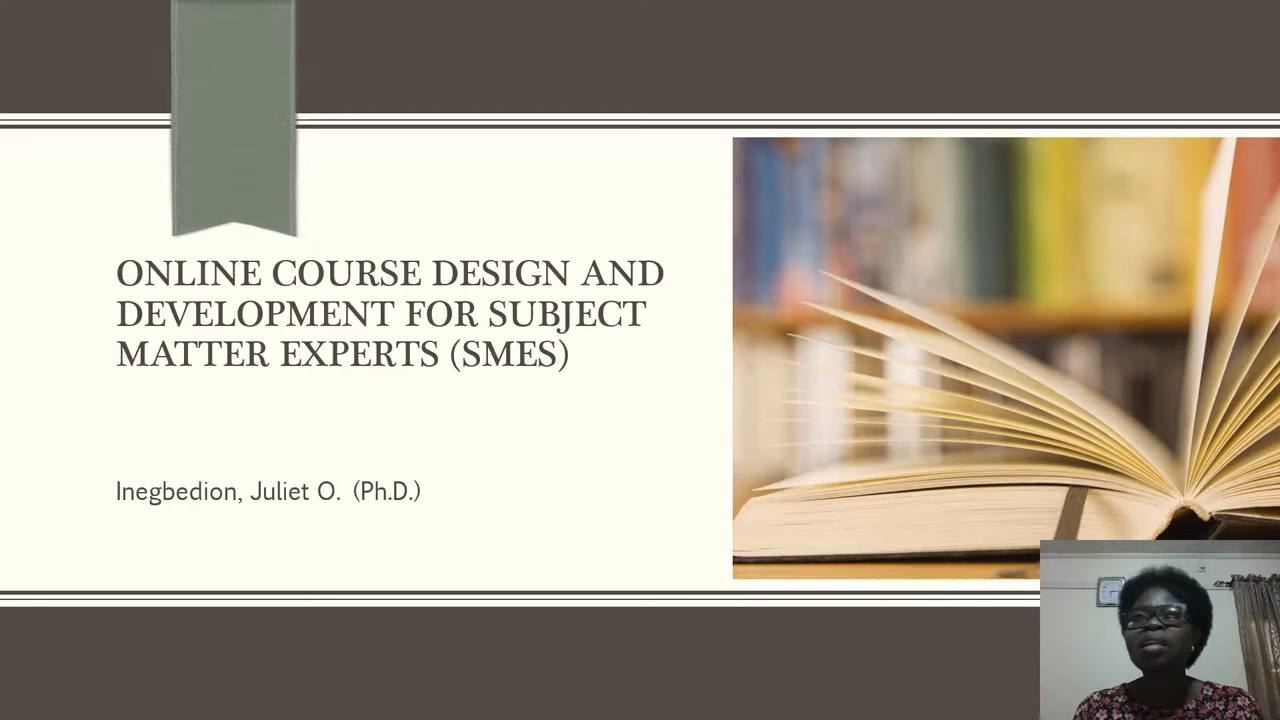 ONLINE COURSE DESIGN AND
DEVELOPMENT FOR SUBJECT
MATTER EXPERTS (SMES)
Inegbedion, Juliet O. (Ph.D.)